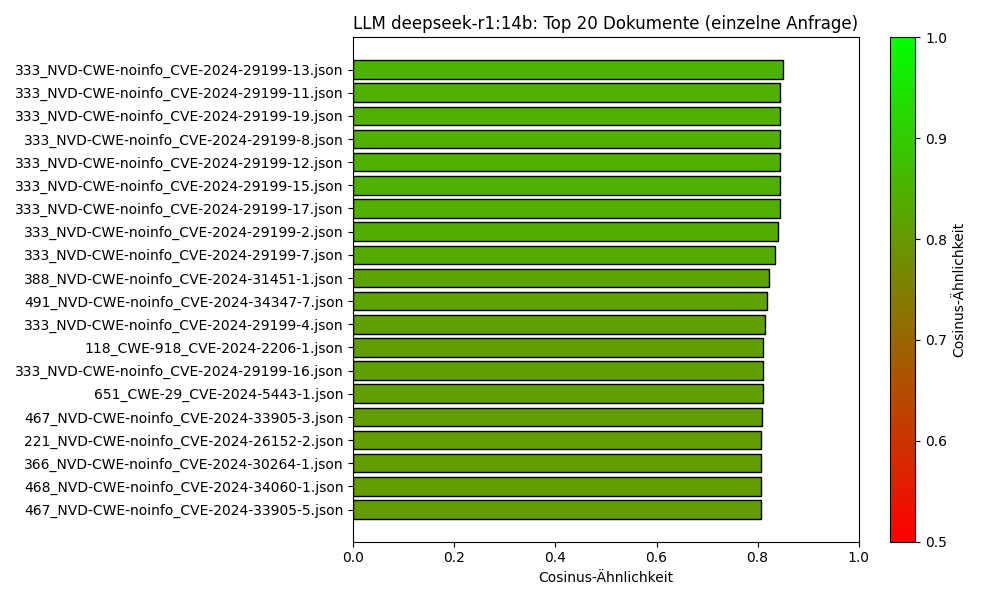 LLM deepseek-r1:14b: Top 20 Dokumente (einzelne Anfrage)
333_NVD-CWE-noinfo_CVE-2024-29199-13.json
333_NVD-CWE-noinfo_CVE-2024-29199-11.json
333_NVD-CWE-noinfo_CVE-2024-29199-19.json
333_NVD-CWE-noinfo_CVE-2024-29199-8.json
333_NVD-CWE-noinfo_CVE-2024-29199-12.json
333_NVD-CWE-noinfo_CVE-2024-29199-15.json
333_NVD-CWE-noinfo_CVE-2024-29199-17.json
333_NVD-CWE-noinfo_CVE-2024-29199-2.json
333_NVD-CWE-noinfo_CVE-2024-29199-7.json
388_NVD-CWE-noinfo_CVE-2024-31451-1.json
491_NVD-CWE-noinfo_CVE-2024-34347-7.json
333_NVD-CWE-noinfo_CVE-2024-29199-4.json
118_CWE-918_CVE-2024-2206-1.json
333_NVD-CWE-noinfo_CVE-2024-29199-16.json
651_CWE-29_CVE-2024-5443-1.json
467_NVD-CWE-noinfo_CVE-2024-33905-3.json
221_NVD-CWE-noinfo_CVE-2024-26152-2.json
366_NVD-CWE-noinfo_CVE-2024-30264-1.json
468_NVD-CWE-noinfo_CVE-2024-34060-1.json
467_NVD-CWE-noinfo_CVE-2024-33905-5.json
0.0 0.2 0.4 0.6 0.8 1.0
Cosinus-Ähnlichkeit
1.0
0.9
0.8
0.7
0.6
0.5
Cosinus-Ähnlichkeit